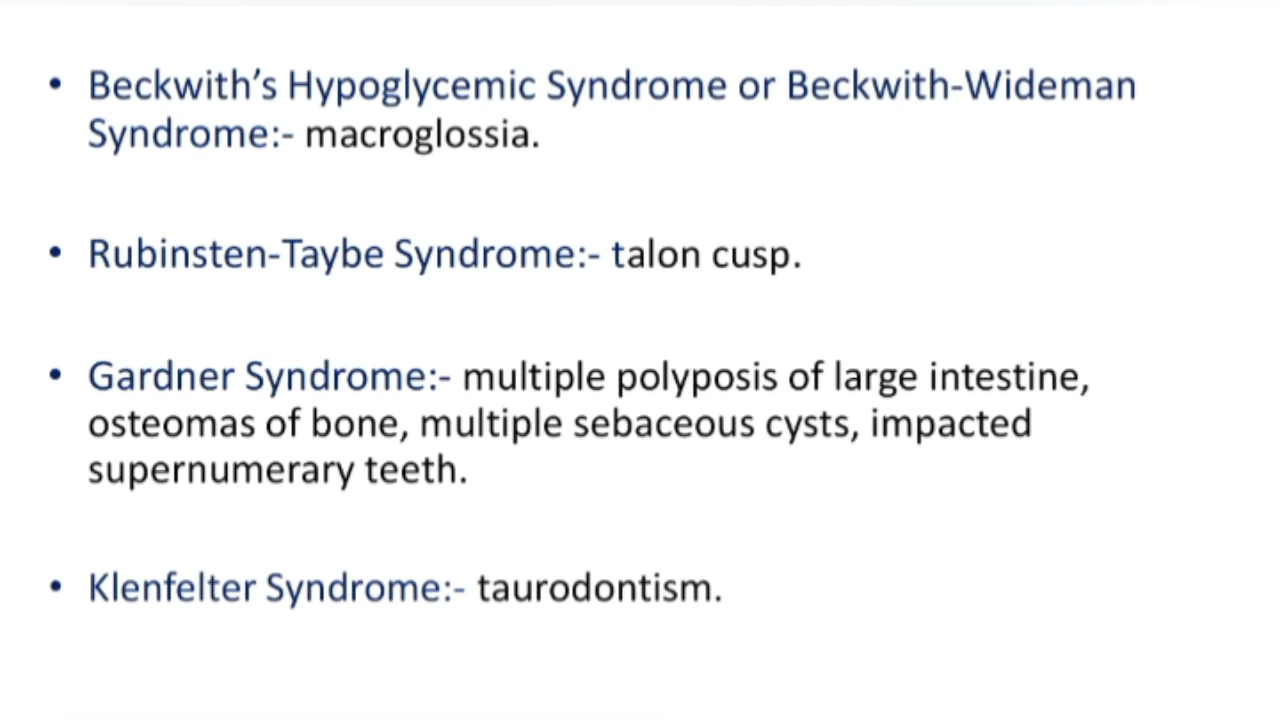 • Beckwith’s Hypoglycemic Syndrome or Beckwith-Wideman
Syndrome:- macroglossia.
• Rubinsten-Taybe Syndrome:- talon cusp.
• Gardner Syndrome:- multiple polyposis of large intestine,
osteomas of bone, multiple sebaceous cysts, impacted
supernumerary teeth.
• Klenfelter Syndrome:- taurodontism.